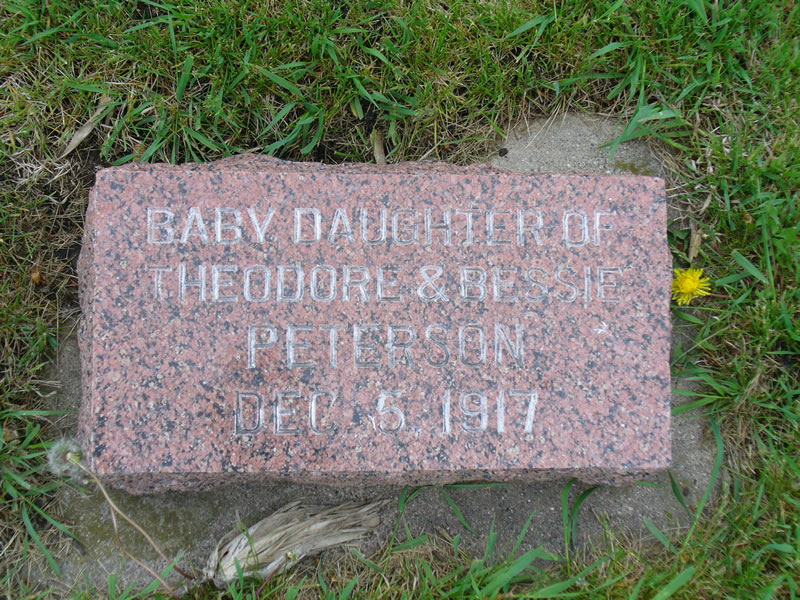 BABY DAUGHTER OF
THEODORE & BESSIE
PETERSON
DEC. 5, 1917